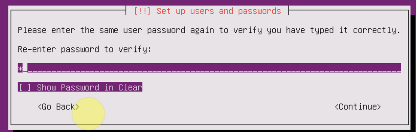 [!!] Set up users and passwords
Please enter the same user password again to verify you have typed it correctly.
Re-enter password to verify:
*
[ ] Show Password in Clear
<Go Back> <Continue>